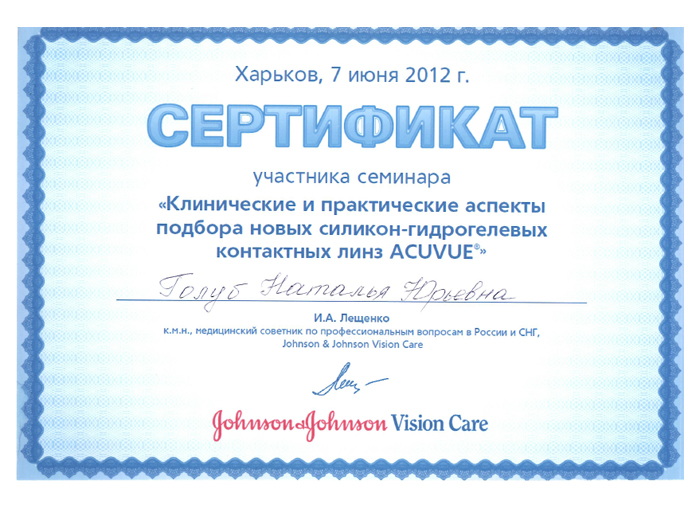 Харьков, 7 июня 2012 г.
СЕРТИФИКАТ
участника семинара
«Клинические и практические аспекты
подбора новых силикон-гидрогелевых
контактных линз ACUVUE®»
Голуб Наталья Юрьевна
И.А. Лещенко
к.м.н., медицинский советник по профессиональным вопросам в России и СНГ,
Johnson & Johnson Vision Care
Johnson & Johnson Vision Care